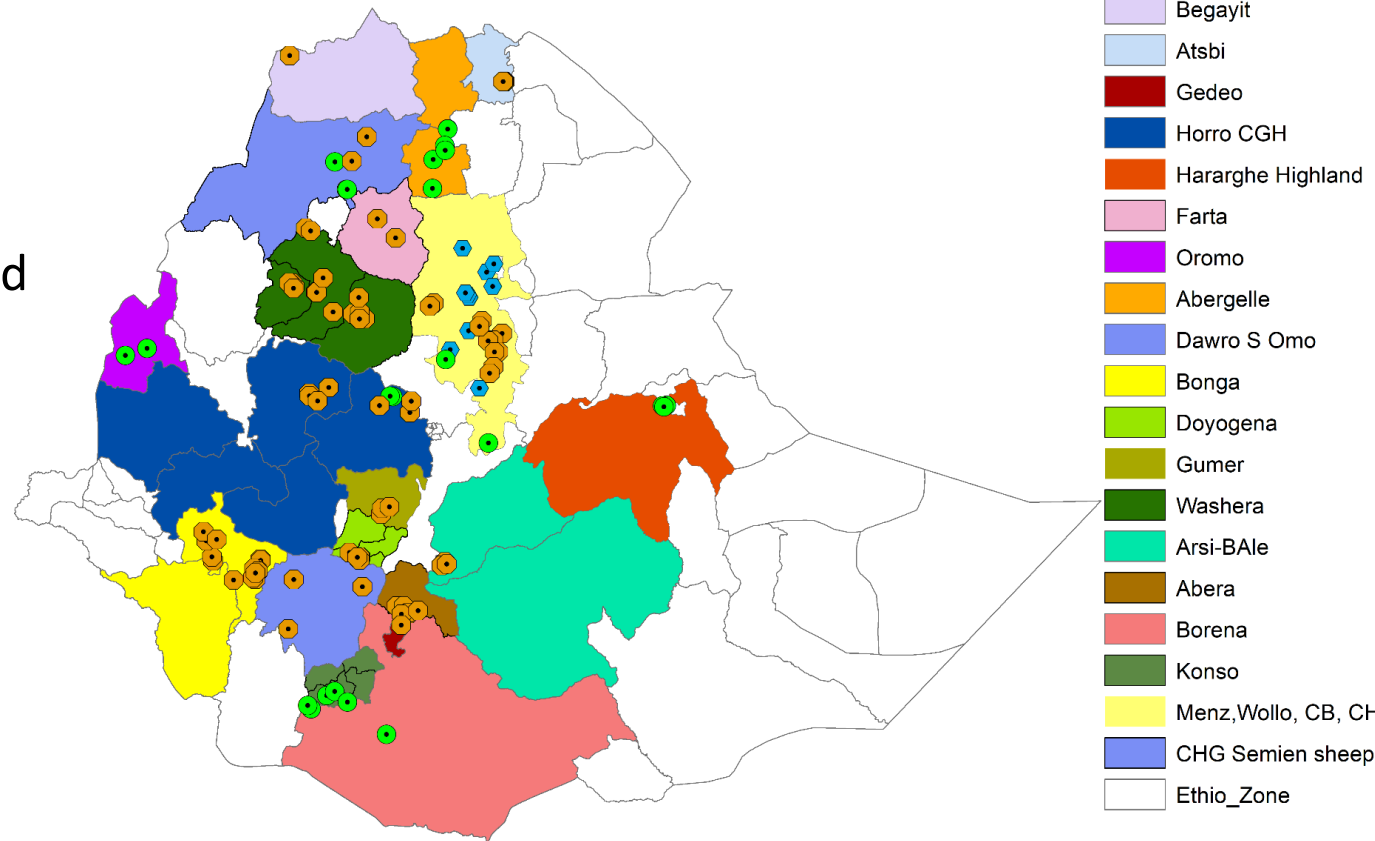 d
Begayit
Atsbi
Gedeo
Horro CGH
Hararghe Highland
Farta
Oromo
Abergelle
Dawro S Omo
Bonga
Doyogena
Gumer
Washera
Arsi-BAle
Abera
Borena
Konso
Menz,Wollo, CB, CH
CHG Semien sheep
Ethio_Zone